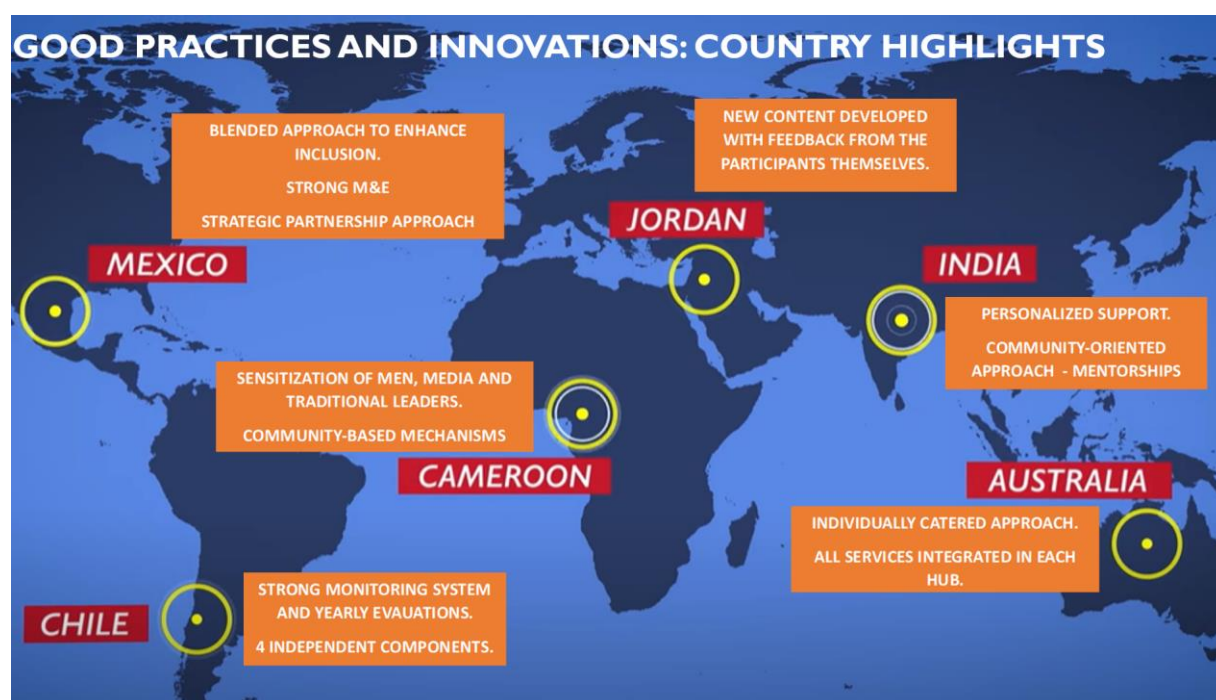 GOOD PRACTICES AND INNOVATIONS: COUNTRY HIGHLIGHTS
BLENDED APPROACH TO ENHANCE
INCLUSION.
STRONG M&E
STRATEGIC PARTNERSHIP APPROACH
MEXICO
NEW CONTENT DEVELOPED
WITH FEEDBACK FROM THE
PARTICIPANTS THEMSELVES.
JORDAN
INDIA
PERSONALIZED SUPPORT.
COMMUNITY-ORIENTED
APPROACH - MENTORSHIPS
SENSITIZATION OF MEN, MEDIA AND
TRADITIONAL LEADERS.
COMMUNITY-BASED MECHANISMS
CAMEROON
AUSTRALIA
INDIVIDUALLY CATERED APPROACH.
ALL SERVICES INTEGRATED IN EACH
HUB.
CHILE
STRONG MONITORING SYSTEM
AND YEARLY EVAUATIONS.
4 INDEPENDENT COMPONENTS.